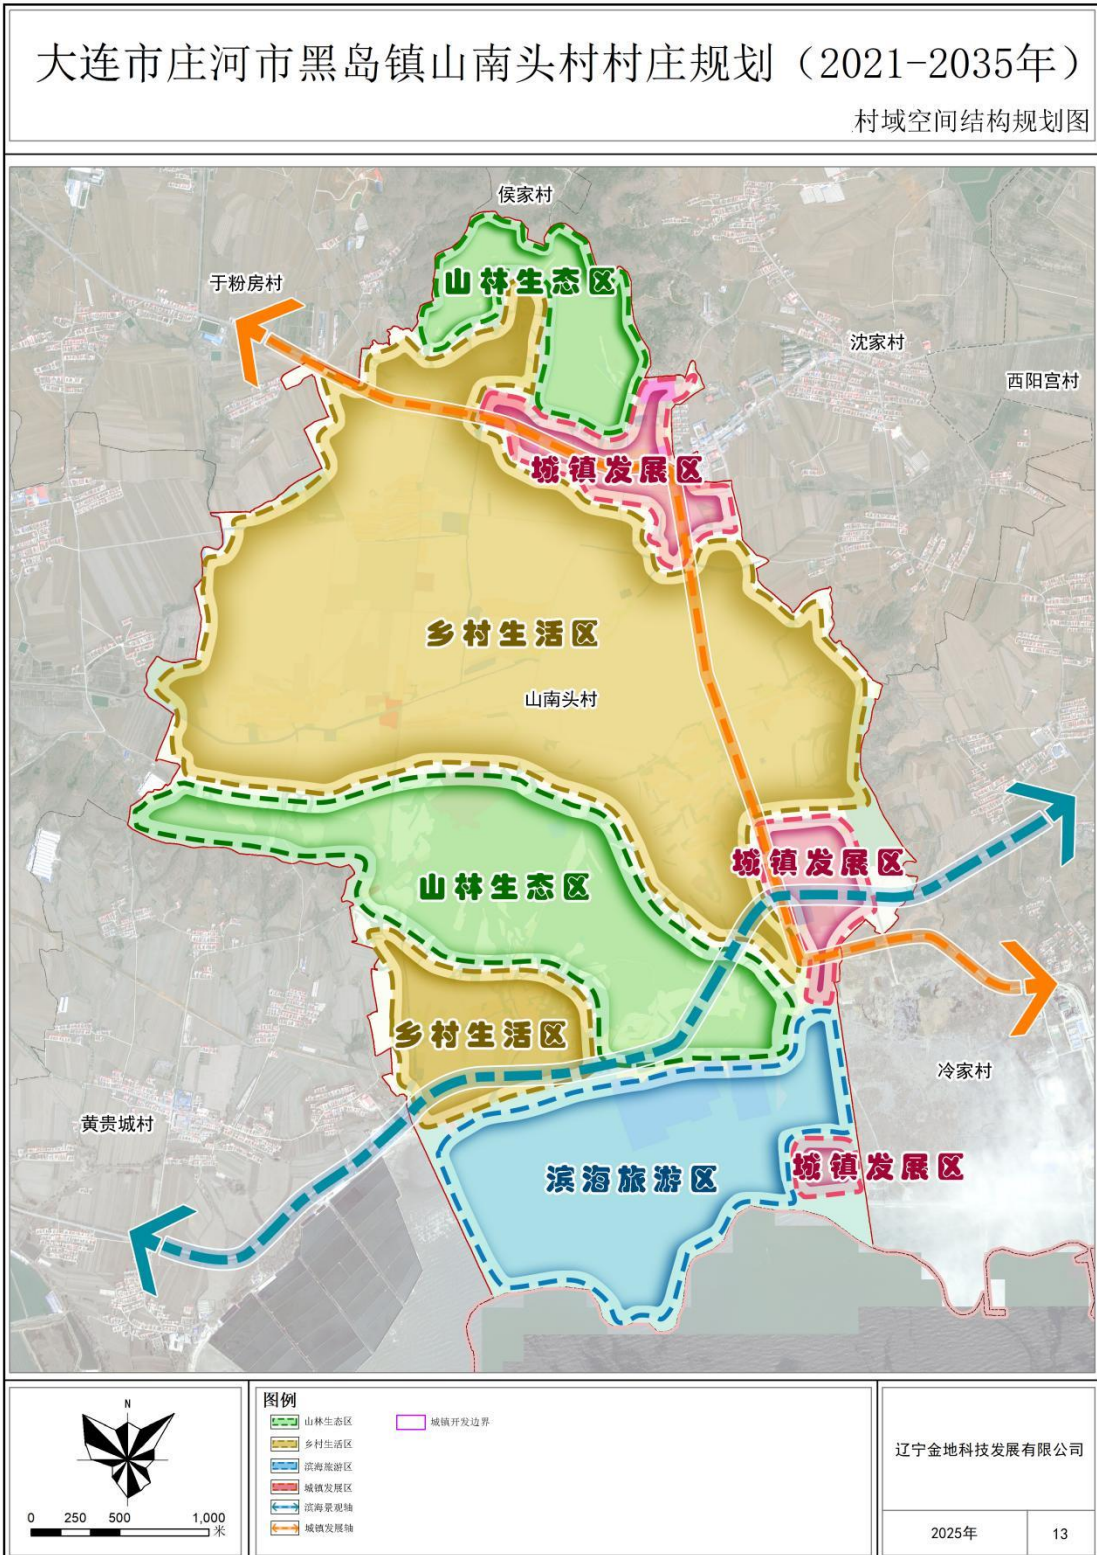 大连市庄河市黑岛镇山南头村村庄规划（2021-2035年）
村域空间结构规划图
侯家村
山林生态区
于粉房村
沈家村
西阳宫村
城镇发展区
乡村生活区
山南头村
城镇发展区
山林生态区
乡村生活区
冷家村
黄贵城村
滨海旅游区
城镇发展区
N
0 250 500 1,000
米
图例
山林生态区
乡村生活区
滨海旅游区
城镇发展区
滨海景观轴
城镇发展轴
城镇开发边界
辽宁金地科技发展有限公司
2025年 13